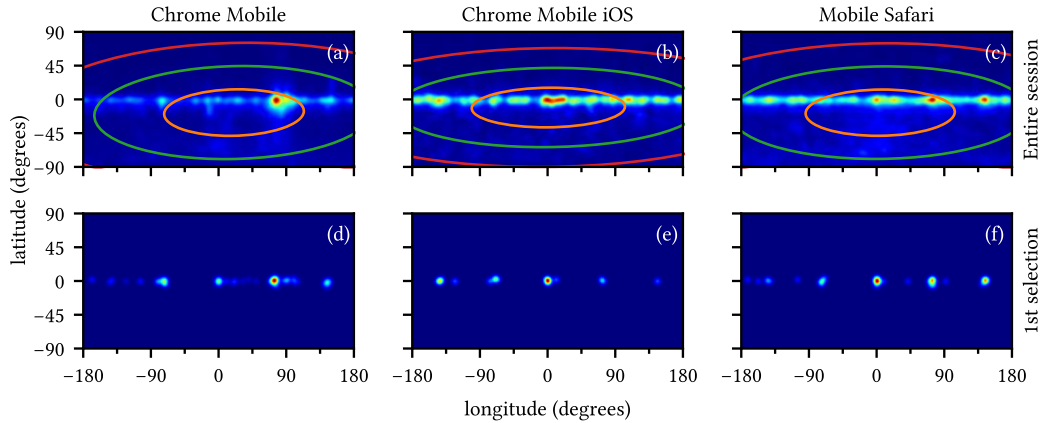 Chrome Mobile
Chrome Mobile iOS
Mobile Safari
90
45
0
−45
−90
(a)
(b)
(c)
Entire session
latitude (degrees)
90
45
0
−45
−90
(d)
(e)
(f)
1st selection
−180 −90 0 90 180
−180 −90 0 90 180
−180 −90 0 90 180
longitude (degrees)